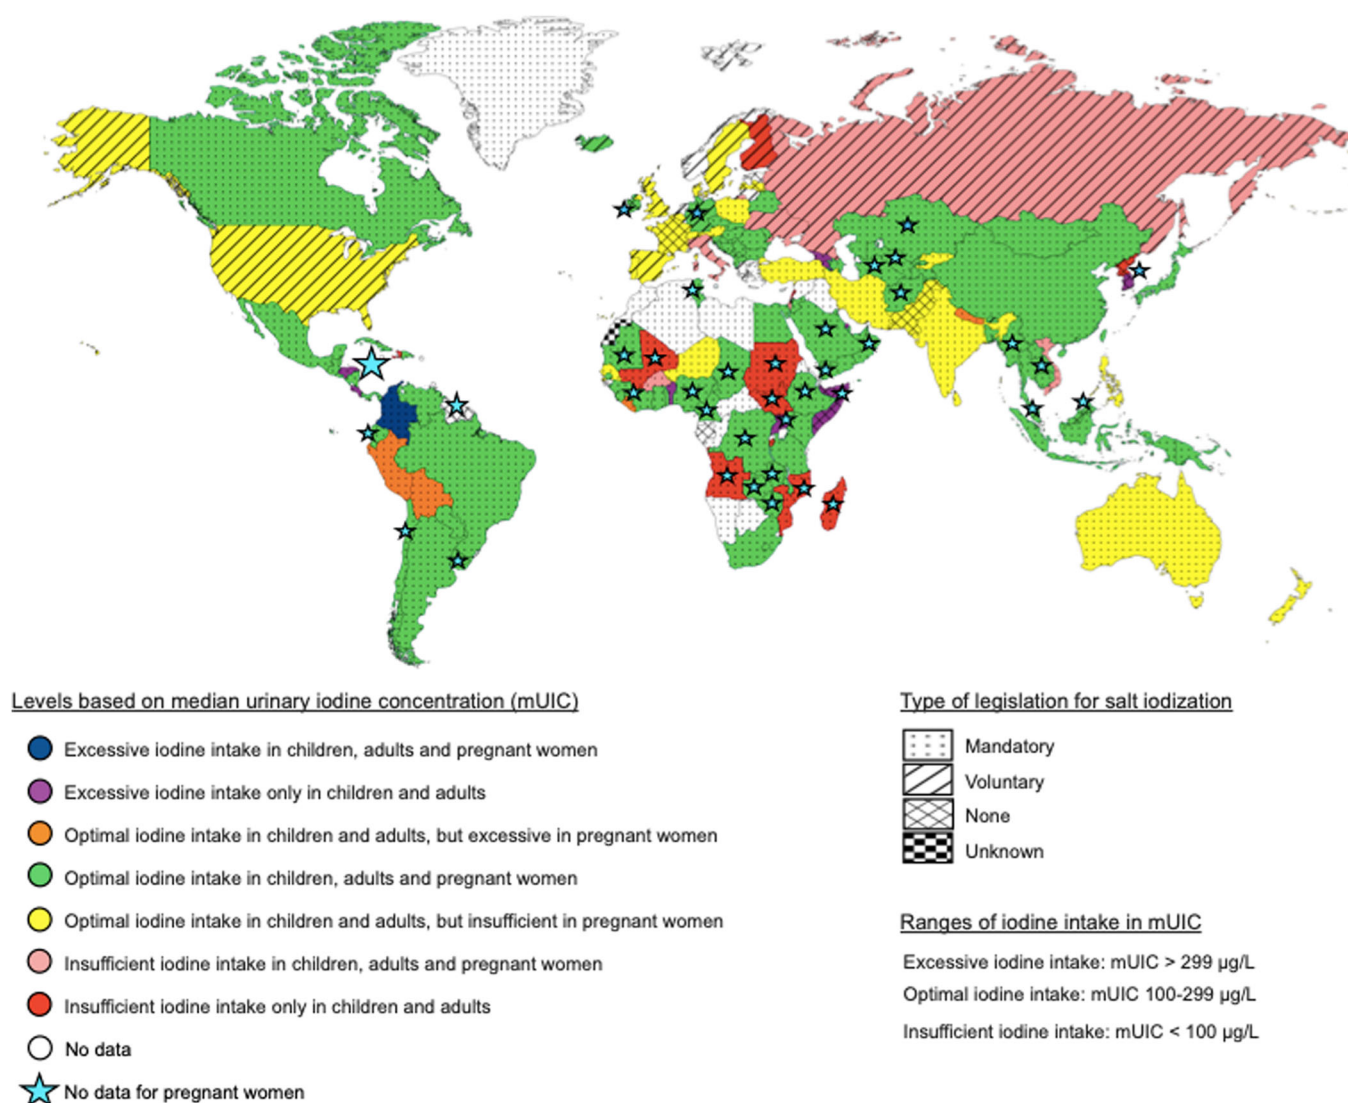 Levels based on median urinary iodine concentration (mUIC)
Excessive iodine intake in children, adults and pregnant women
Excessive iodine intake only in children and adults
Optimal iodine intake in children and adults, but excessive in pregnant women
Optimal iodine intake in children, adults and pregnant women
Optimal iodine intake in children and adults, but insufficient in pregnant women
Insufficient iodine intake in children, adults and pregnant women
Insufficient iodine intake only in children and adults
No data
No data for pregnant women
Type of legislation for salt iodization
Mandatory
Voluntary
None
Unknown
Ranges of iodine intake in mUIC
Excessive iodine intake: mUIC > 299 µg/L
Optimal iodine intake: mUIC 100-299 µg/L
Insufficient iodine intake: mUIC < 100 µg/L